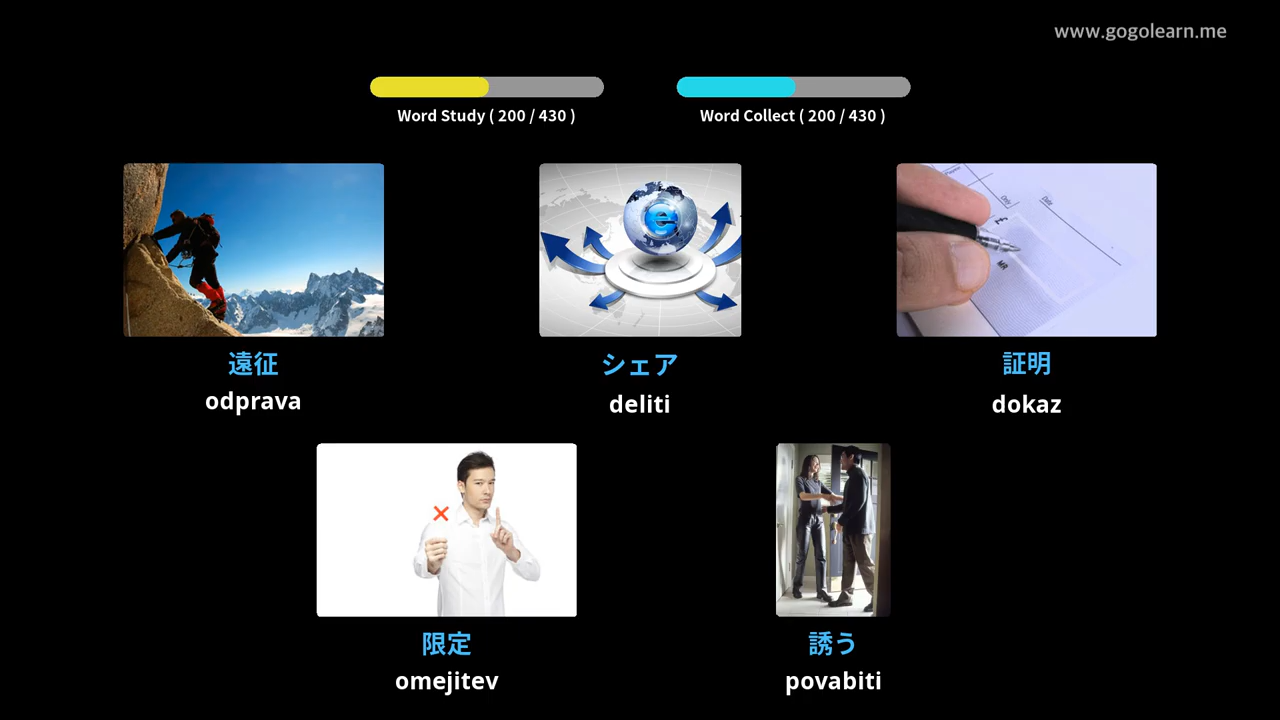 www.gogolearn.me
Word Study ( 200 / 430 )
Word Collect ( 200 / 430 )
遠征
odprava
シェア
deliti
証明
dokaz
限定
omejitev
誘う
povabiti